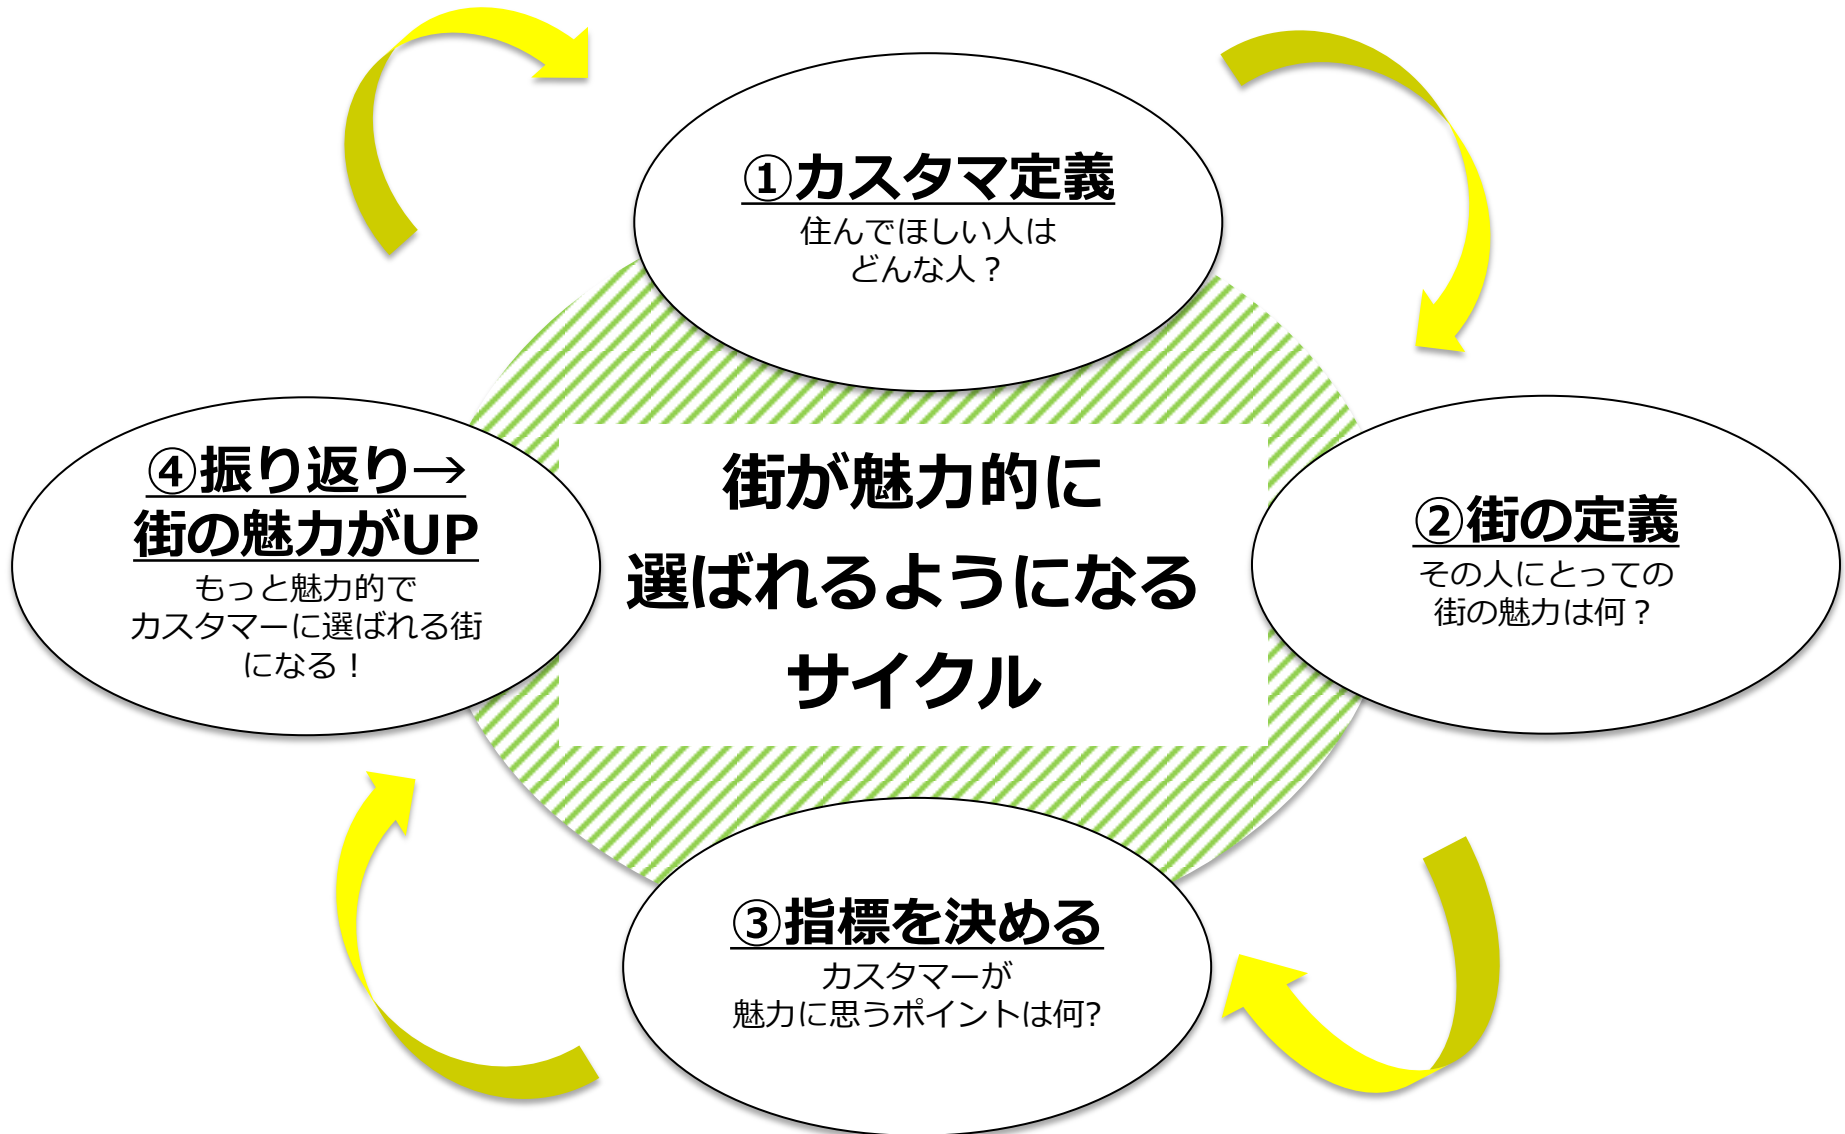 ①カスタマ定義
住んでほしい人は
どんな人？
④振り返り→
街の魅力がUP
もっと魅力的で
カスタマーに選ばれる街
になる！
街が魅力的に
選ばれるようになる
サイクル
②街の定義
その人にとっての
街の魅力は何？
③指標を決める
カスタマーが
魅力に思うポイントは何?